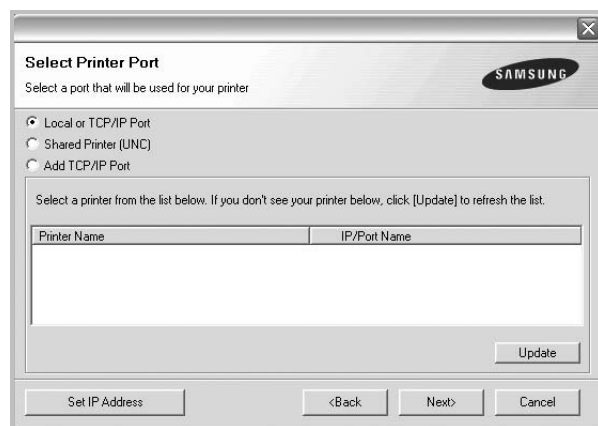 Select Printer Port
Select a port that will be used for your printer
SAMSUNG
Local or TCP/IP Port
Shared Printer (UNC)
Add TCP/IP Port
Select a printer from the list below. If you don't see your printer below, click [Update] to refresh the list.
Printer Name IP/Port Name
Update
Set IP Address <Back Next> Cancel